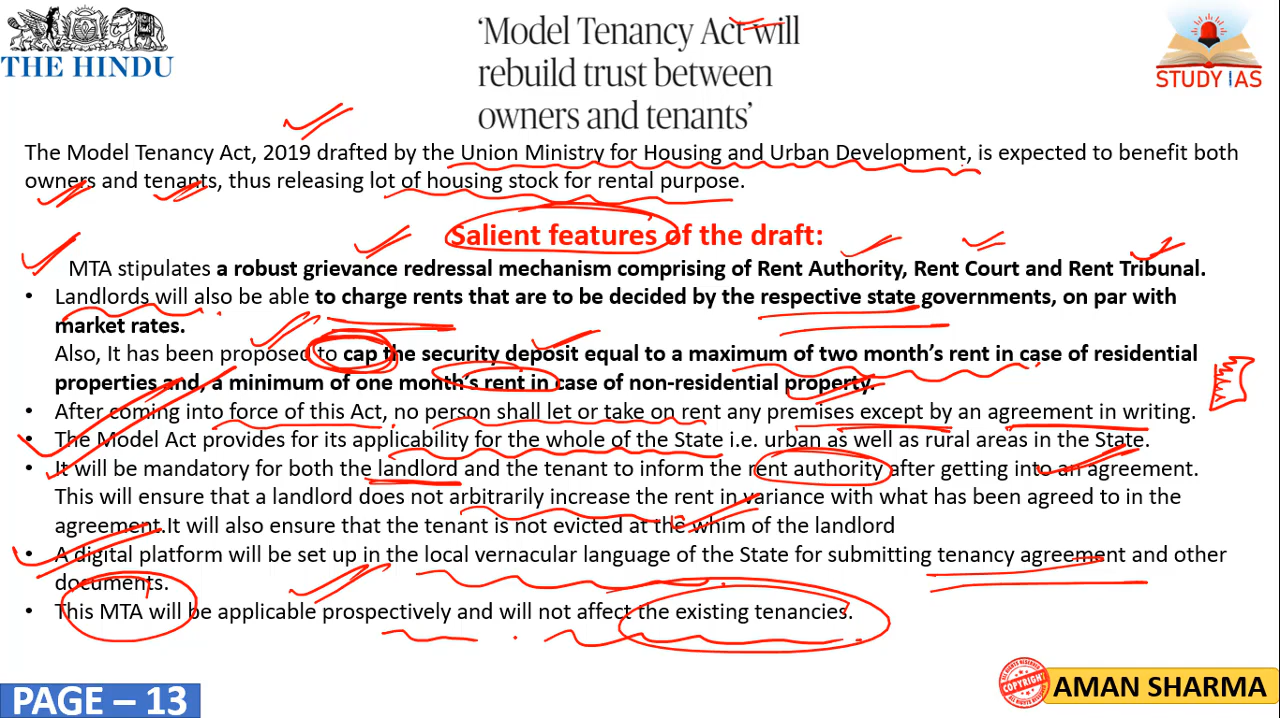 THE HINDU
‘Model Tenancy Act will
rebuild trust between
owners and tenants’
STUDY IAS
The Model Tenancy Act, 2019 drafted by the Union Ministry for Housing and Urban Development, is expected to benefit both
owners and tenants, thus releasing lot of housing stock for rental purpose.
Salient features of the draft:
MTA stipulates a robust grievance redressal mechanism comprising of Rent Authority, Rent Court and Rent Tribunal.
• Landlords will also be able to charge rents that are to be decided by the respective state governments, on par with
market rates.
Also, It has been proposed to cap the security deposit equal to a maximum of two month’s rent in case of residential
properties and, a minimum of one month’s rent in case of non-residential property.
• After coming into force of this Act, no person shall let or take on rent any premises except by an agreement in writing.
• The Model Act provides for its applicability for the whole of the State i.e. urban as well as rural areas in the State.
• It will be mandatory for both the landlord and the tenant to inform the rent authority after getting into an agreement.
This will ensure that a landlord does not arbitrarily increase the rent in variance with what has been agreed to in the
agreement.It will also ensure that the tenant is not evicted at the whim of the landlord
• A digital platform will be set up in the local vernacular language of the State for submitting tenancy agreement and other
documents.
• This MTA will be applicable prospectively and will not affect the existing tenancies.
PAGE – 13
COPYRIGHT
AMAN SHARMA